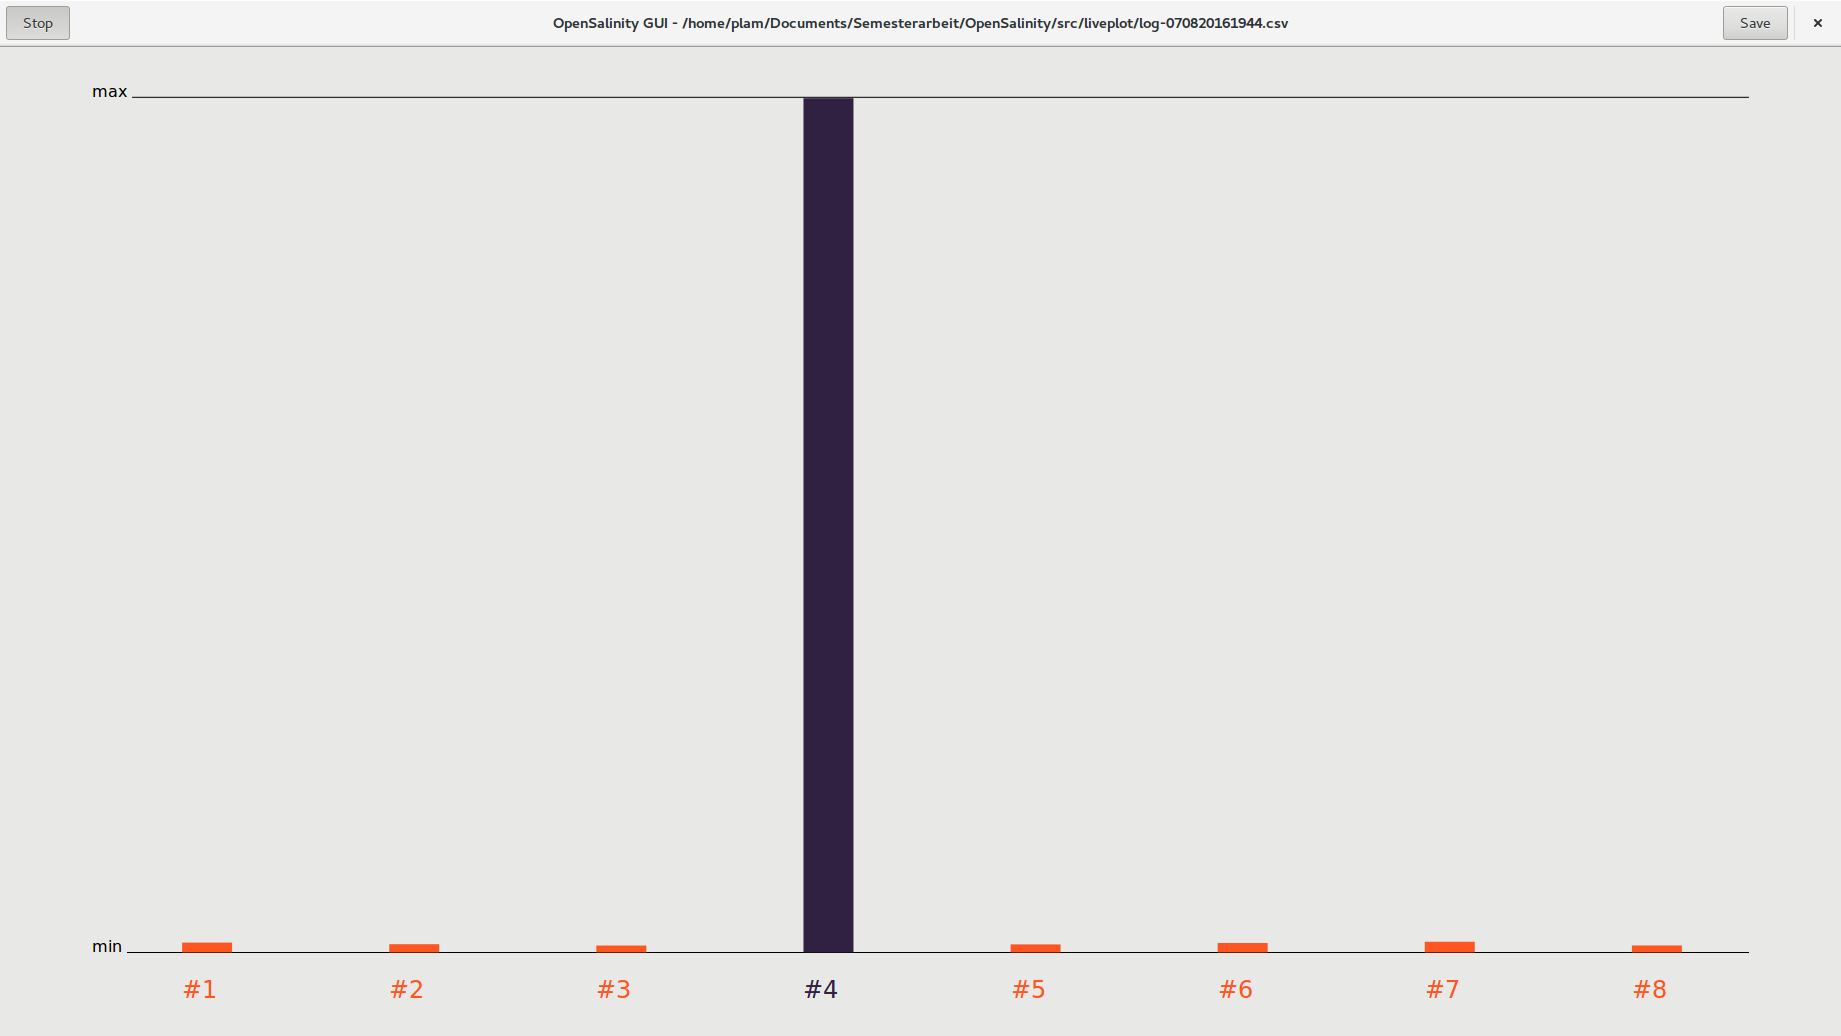 Stop
OpenSalinity GUI - /home/plam/Documents/Semesterarbeit/OpenSalinity/src/liveplot/log-070820161944.csv
Save
max
min
#1 #2 #3 #4 #5 #6 #7 #8